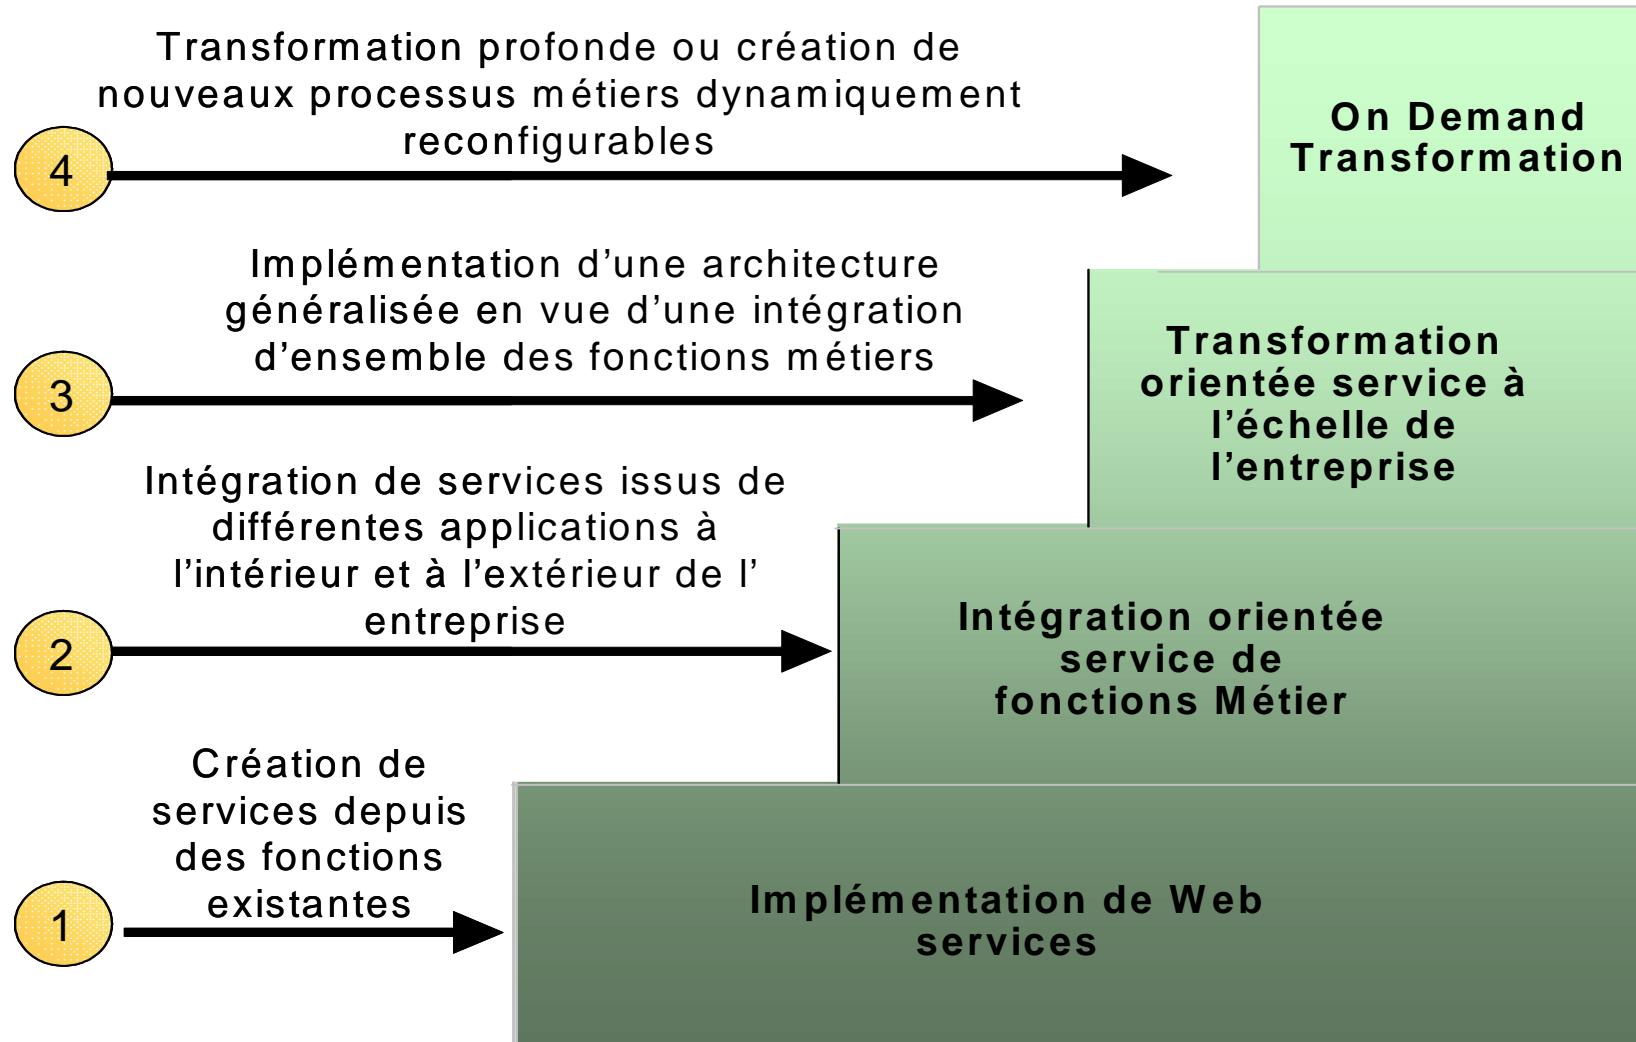 Transformation profonde ou création de
nouveaux processus métiers dynamiquement
reconfigurables
4
On Demand
Transformation
Implémentation d’une architecture
généralisée en vue d’une intégration
d’ensemble des fonctions métiers
3
Transformation
orientée service à
l’échelle de
l’entreprise
Intégration de services issus de
différentes applications à
l’intérieur et à l’extérieur de l’
entreprise
2
Intégration orientée
service de
fonctions Métier
Création de
services depuis
des fonctions
existantes
1
Implémentation de Web
services